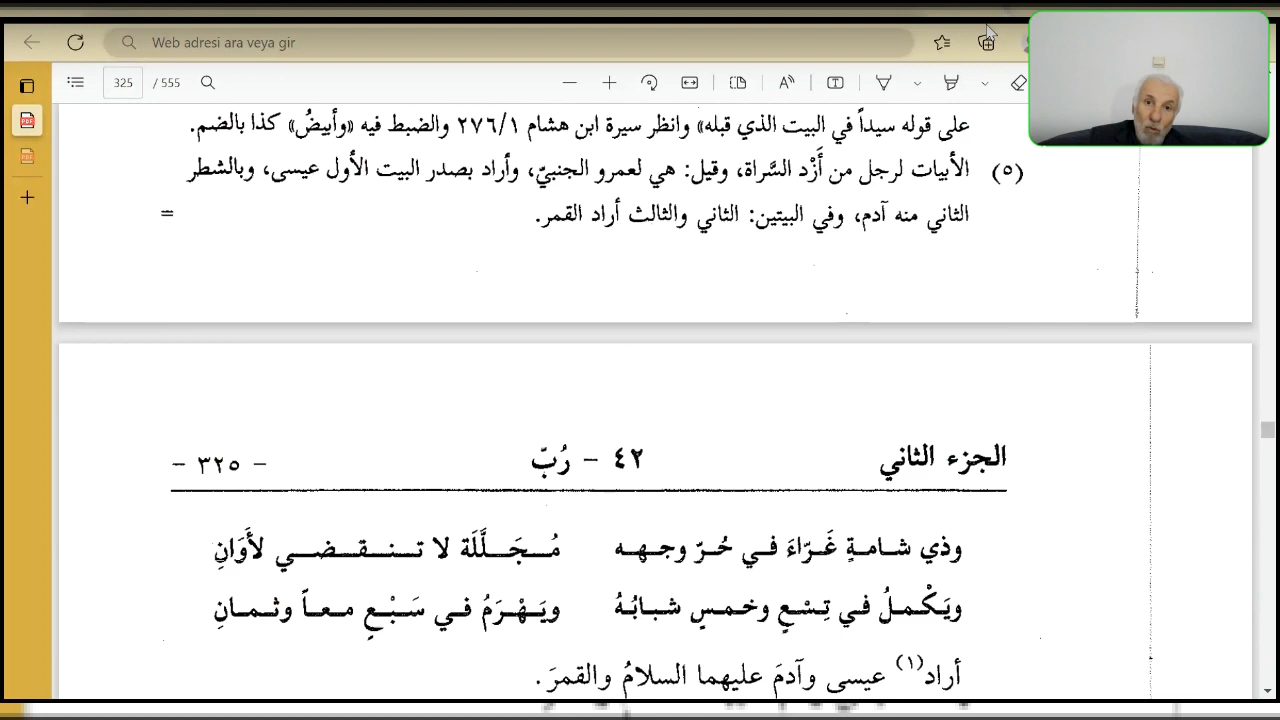 Web adresi ara veya gir
325 / 555
على قوله سيداً في البيت الذي قبله» وانظر سيرة ابن هشام ٢٧٦/١ والضبط فيه «وأبيضُ» كذا بالضم.
(٥) الأبيات لرجل من أَزْد السَّراة، وقيل: هي لعمرو الجنبيّ، وأراد بصدر البيت الأول عيسى، وبالشطر
الثاني منه آدم، وفي البيتين: الثاني والثالث أراد القمر. =
الجزء الثاني ٤٢ - رُبّ - ٣٢٥ -
وذي شامةٍ غَرّاءَ في حُرّ وجهه مُجَلَّلَة لا تنقضي لأَوَانِ
ويَكْملُ في تِسْعٍ وخمسٍ شبابُهُ ويَهْرَمُ في سَبْعٍ معاً وثمانِ
أراد(١) عيسى وآدمَ عليهما السلامُ والقمرَ.